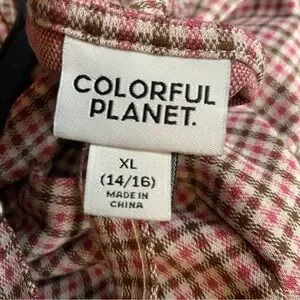 COLORFUL
PLANET.
XL
(14/16)
MADE IN
CHINA